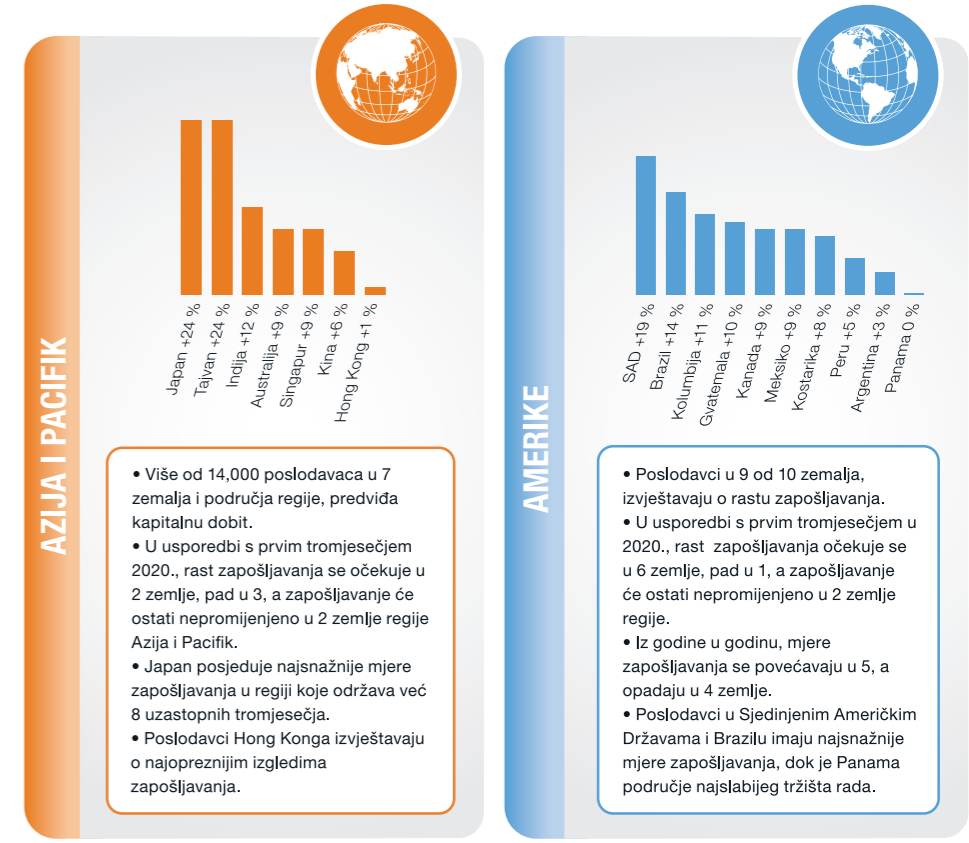 AZIJA I PACIFIK
Japan +24 %
Tajvan +24 %
Indija +12 %
Australija +9 %
Singapur +9 %
Kina +6 %
Hong Kong +1 %
• Više od 14,000 poslodavaca u 7
zemalja i područja regije, predviđa
kapitalnu dobit.
• U usporedbi s prvim tromjesečjem
2020., rast zapošljavanja se očekuje u
2 zemlje, pad u 3, a zapošljavanje će
ostati nepromijenjeno u 2 zemlje regije
Azija i Pacifik.
• Japan posjeduje najsnažnije mjere
zapošljavanja u regiji koje održava već
8 uzastopnih tromjesečja.
• Poslodavci Hong Konga izvještavaju
o najopreznijim izgledima
zapošljavanja.
AMERIKE
SAD +19 %
Brazil +14 %
Kolumbija +11 %
Gvatemala +10 %
Kanada +9 %
Meksiko +9 %
Kostarika +8 %
Peru +5 %
Argentina +3 %
Panama 0 %
• Poslodavci u 9 od 10 zemalja,
izvještavaju o rastu zapošljavanja.
• U usporedbi s prvim tromjesečjem u
2020., rast zapošljavanja očekuje se
u 6 zemlje, pad u 1, a zapošljavanje
će ostati nepromijenjeno u 2 zemlje
regije.
• Iz godine u godinu, mjere
zapošljavanja se povećavaju u 5, a
opadaju u 4 zemlje.
• Poslodavci u Sjedinjenim Američkim
Državama i Brazilu imaju najsnažnije
mjere zapošljavanja, dok je Panama
područje najslabijeg tržišta rada.